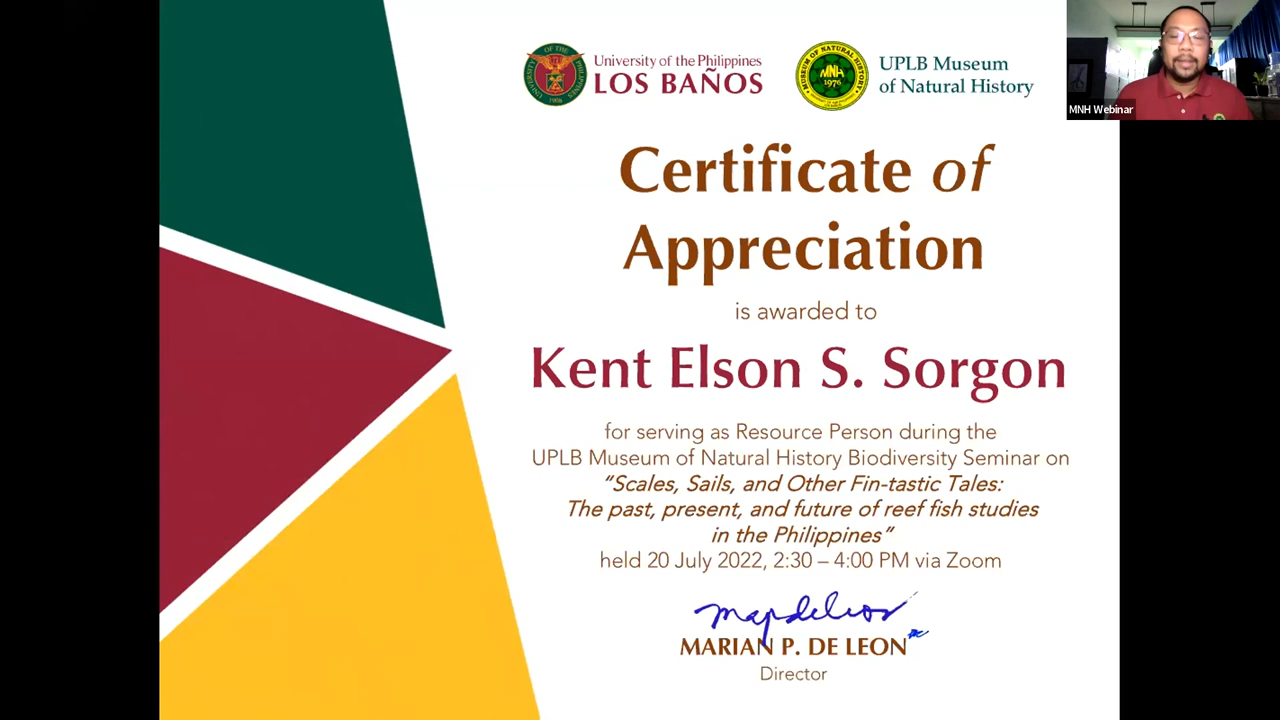 University of the Philippines
LOS BAÑOS
UPLB Museum
of Natural History
MNH
1976
MNH Webinar
Certificate of
Appreciation
is awarded to
Kent Elson S. Sorgon
for serving as Resource Person during the
UPLB Museum of Natural History Biodiversity Seminar on
“Scales, Sails, and Other Fin-tastic Tales:
The past, present, and future of reef fish studies
in the Philippines”
held 20 July 2022, 2:30 – 4:00 PM via Zoom
MARIAN P. DE LEON
Director